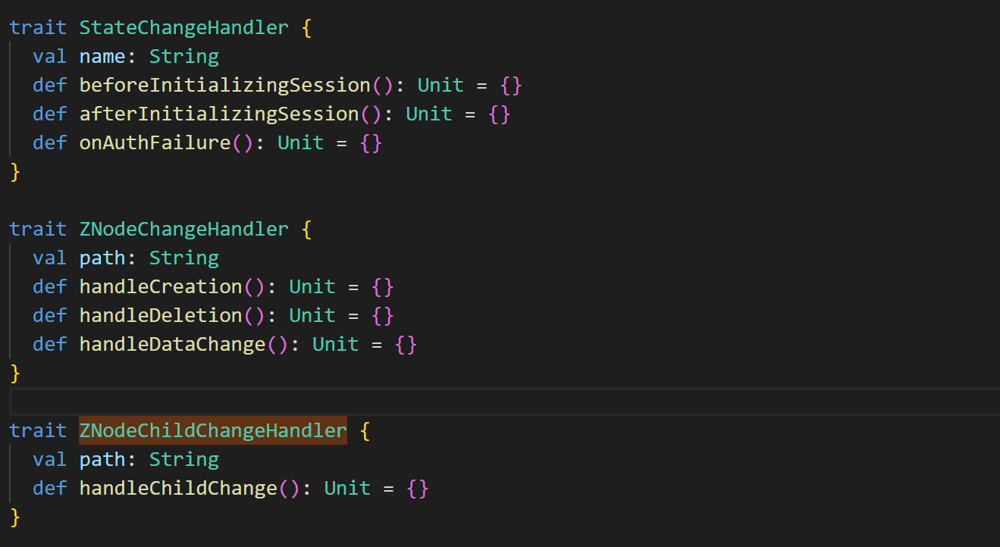 trait StateChangeHandler {
  val name: String
  def beforeInitializingSession(): Unit = {}
  def afterInitializingSession(): Unit = {}
  def onAuthFailure(): Unit = {}
}

trait ZNodeChangeHandler {
  val path: String
  def handleCreation(): Unit = {}
  def handleDeletion(): Unit = {}
  def handleDataChange(): Unit = {}
}

trait ZNodeChildChangeHandler {
  val path: String
  def handleChildChange(): Unit = {}
}